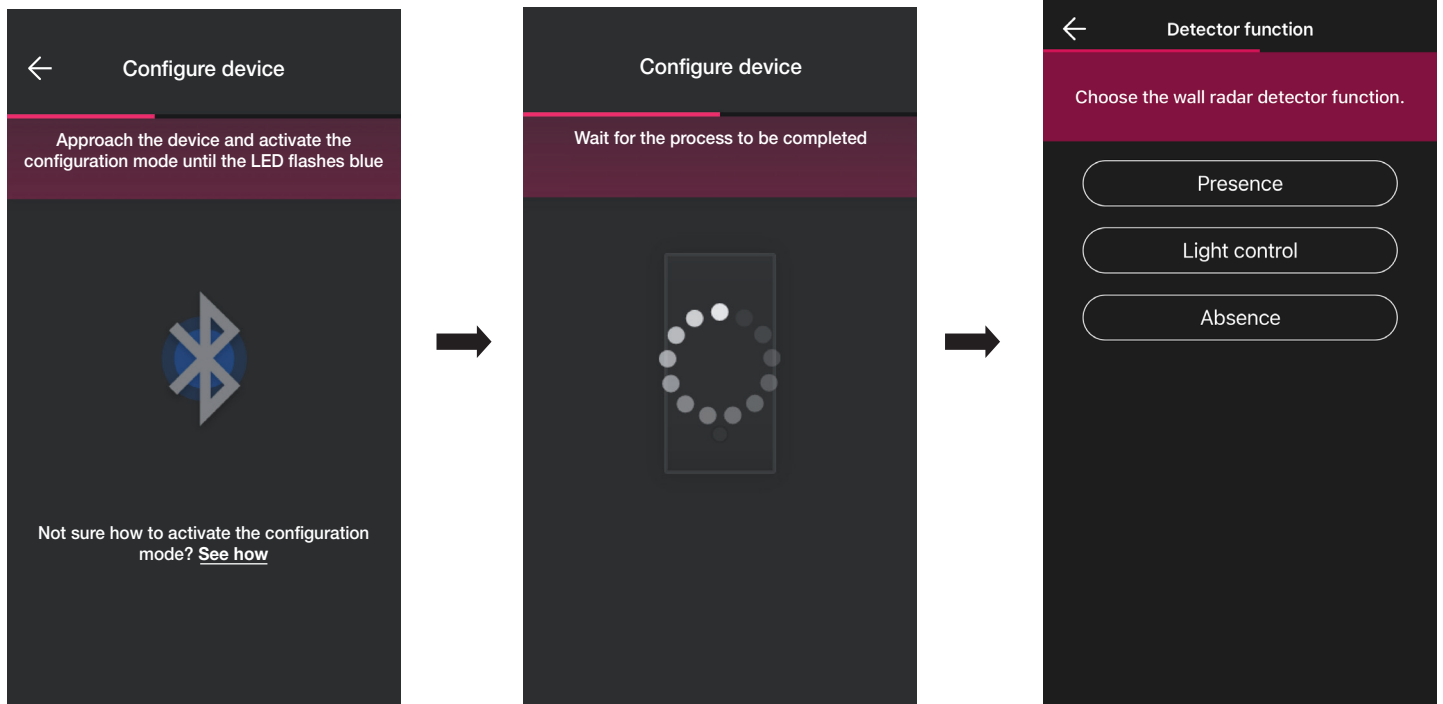 Configure device
Approach the device and activate the
configuration mode until the LED flashes blue
Not sure how to activate the configuration
mode? See how
Configure device
Wait for the process to be completed
Detector function
Choose the wall radar detector function.
Presence
Light control
Absence